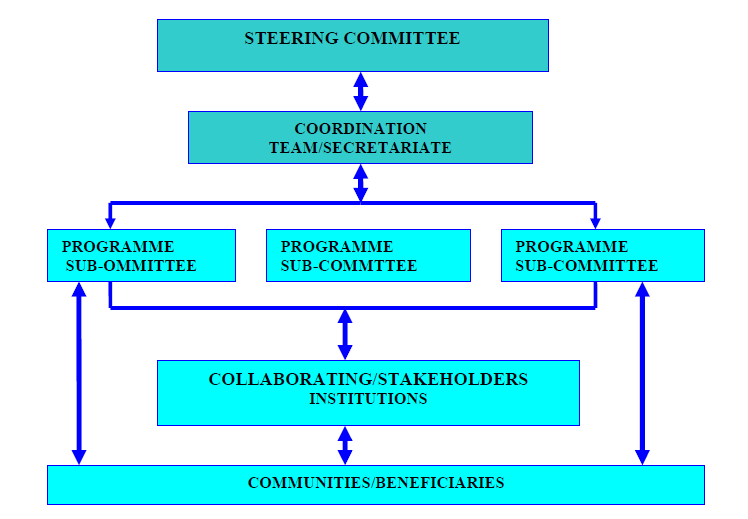 STEERING COMMITTEE
COORDINATION
TEAM/SECRETARIATE
PROGRAMME
SUB-OMMITTEE
PROGRAMME
SUB-COMMTTEE
PROGRAMME
SUB-COMMITTEE
COLLABORATING/STAKEHOLDERS
INSTITUTIONS
COMMUNITIES/BENEFICIARIES